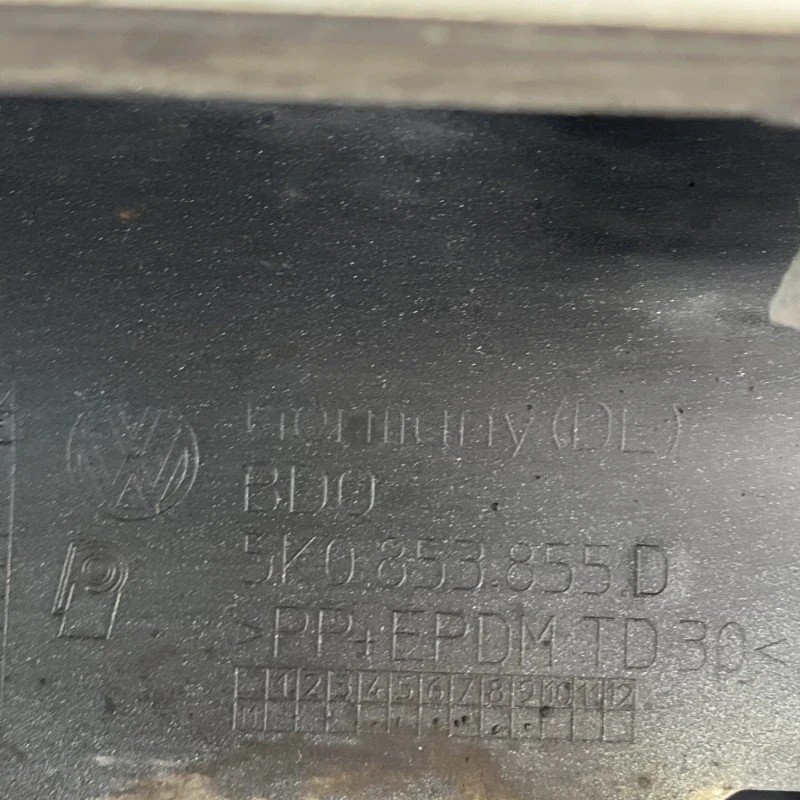 Germany (DE)
BDQ
5K0.853.855.D
>PP+EPDM TD30<
1 2 3 4 5 6 7 8 9 10 11 12